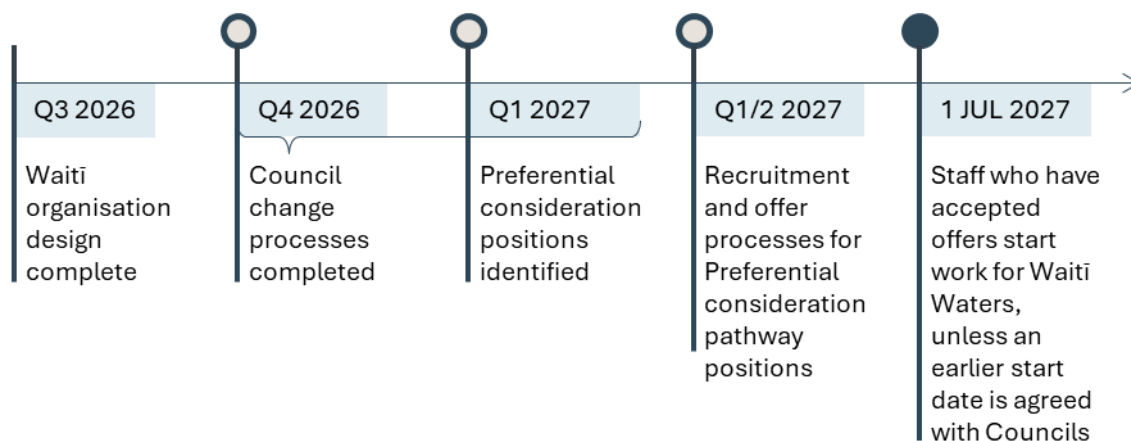 Q3 2026
Waitī
organisation
design
complete
Q4 2026
Council
change
processes
completed
Q1 2027
Preferential
consideration
positions
identified
Q1/2 2027
Recruitment
and offer
processes for
Preferential
consideration
pathway
positions
1 JUL 2027
Staff who have
accepted
offers start
work for Waitī
Waters,
unless an
earlier start
date is agreed
with Councils